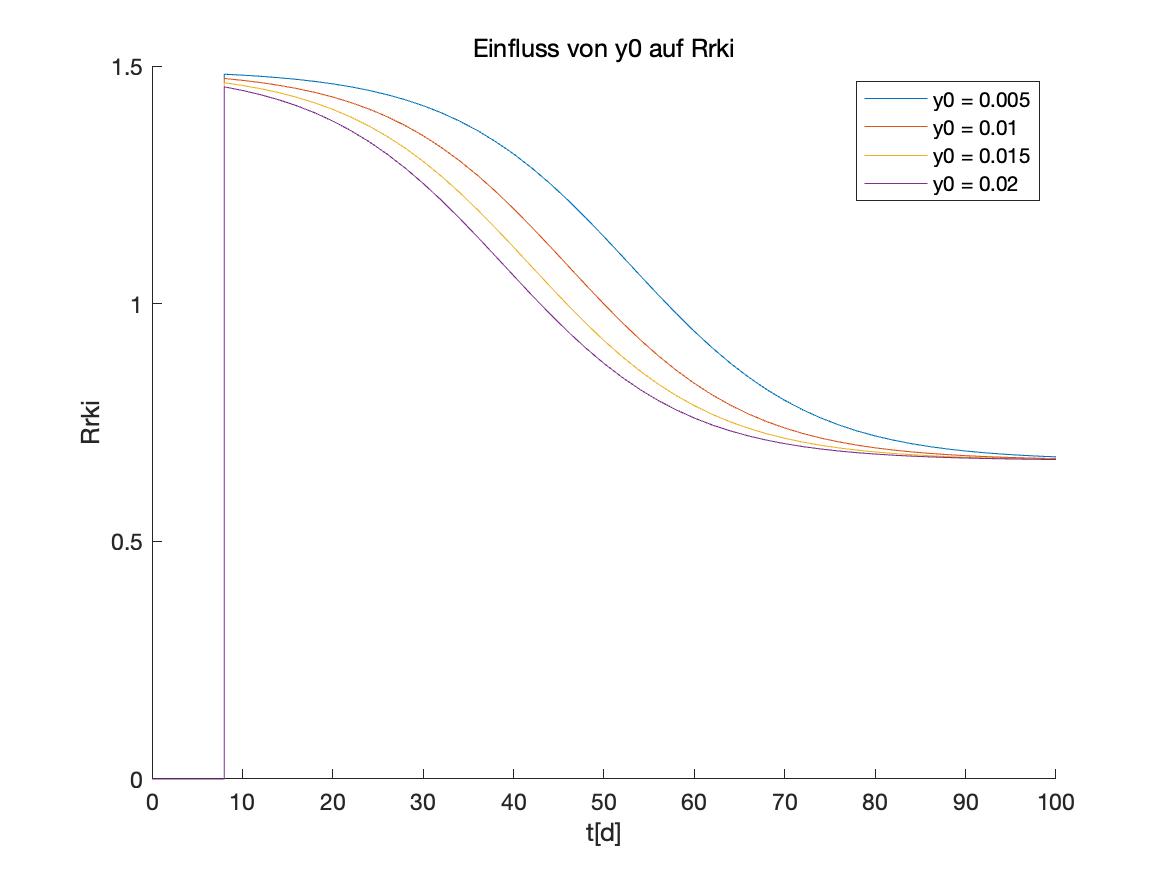 Einfluss von y0 auf Rrki
1.5
1
0.5
0
Rrki
y0 = 0.005
y0 = 0.01
y0 = 0.015
y0 = 0.02
0 10 20 30 40 50 60 70 80 90 100
t[d]